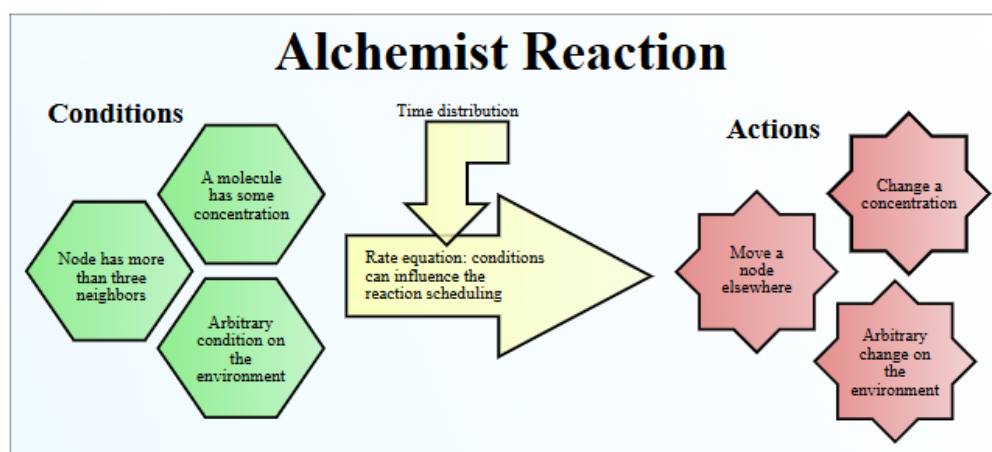 Alchemist Reaction
Conditions
A molecule
has some
concentration
Node has more
than three
neighbors
Arbitrary
condition on
the
environment
Time distribution
Rate equation: conditions
can influence the
reaction scheduling
Actions
Change a
concentration
Move a
node
elsewhere
Arbitrary
change on
the
environment